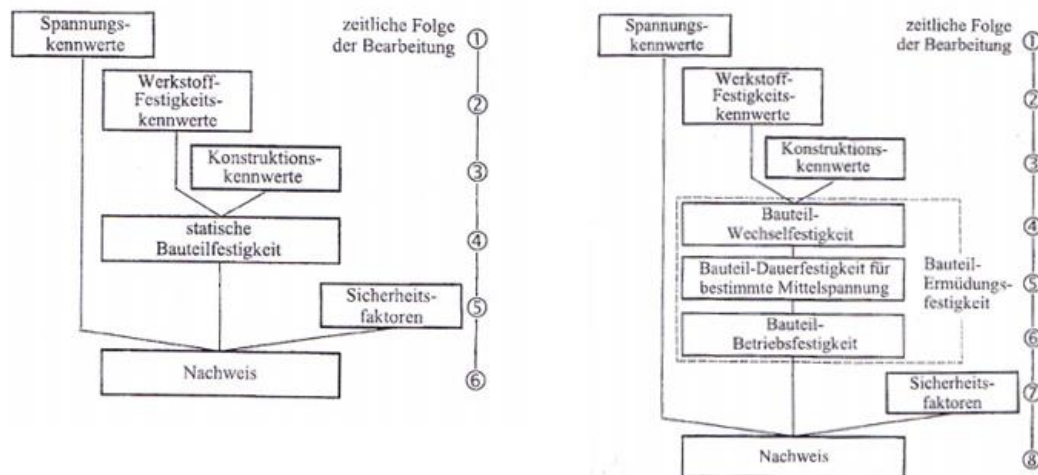 Spannungs-
kennwerte
zeitliche Folge
der Bearbeitung
①
Werkstoff-
Festigkeits-
kennwerte
②
Konstruktions-
kennwerte
③
statische
Bauteilfestigkeit
④
Sicherheits-
faktoren
⑤
Nachweis
⑥
Spannungs-
kennwerte
zeitliche Folge
der Bearbeitung
①
Werkstoff-
Festigkeits-
kennwerte
②
Konstruktions-
kennwerte
③
Bauteil-
Wechselfestigkeit
④
Bauteil-Dauerfestigkeit für
bestimmte Mittelspannung
Bauteil-
Ermüdungs-
festigkeit
⑤
Bauteil-
Betriebsfestigkeit
⑥
Sicherheits-
faktoren
⑦
Nachweis
⑧